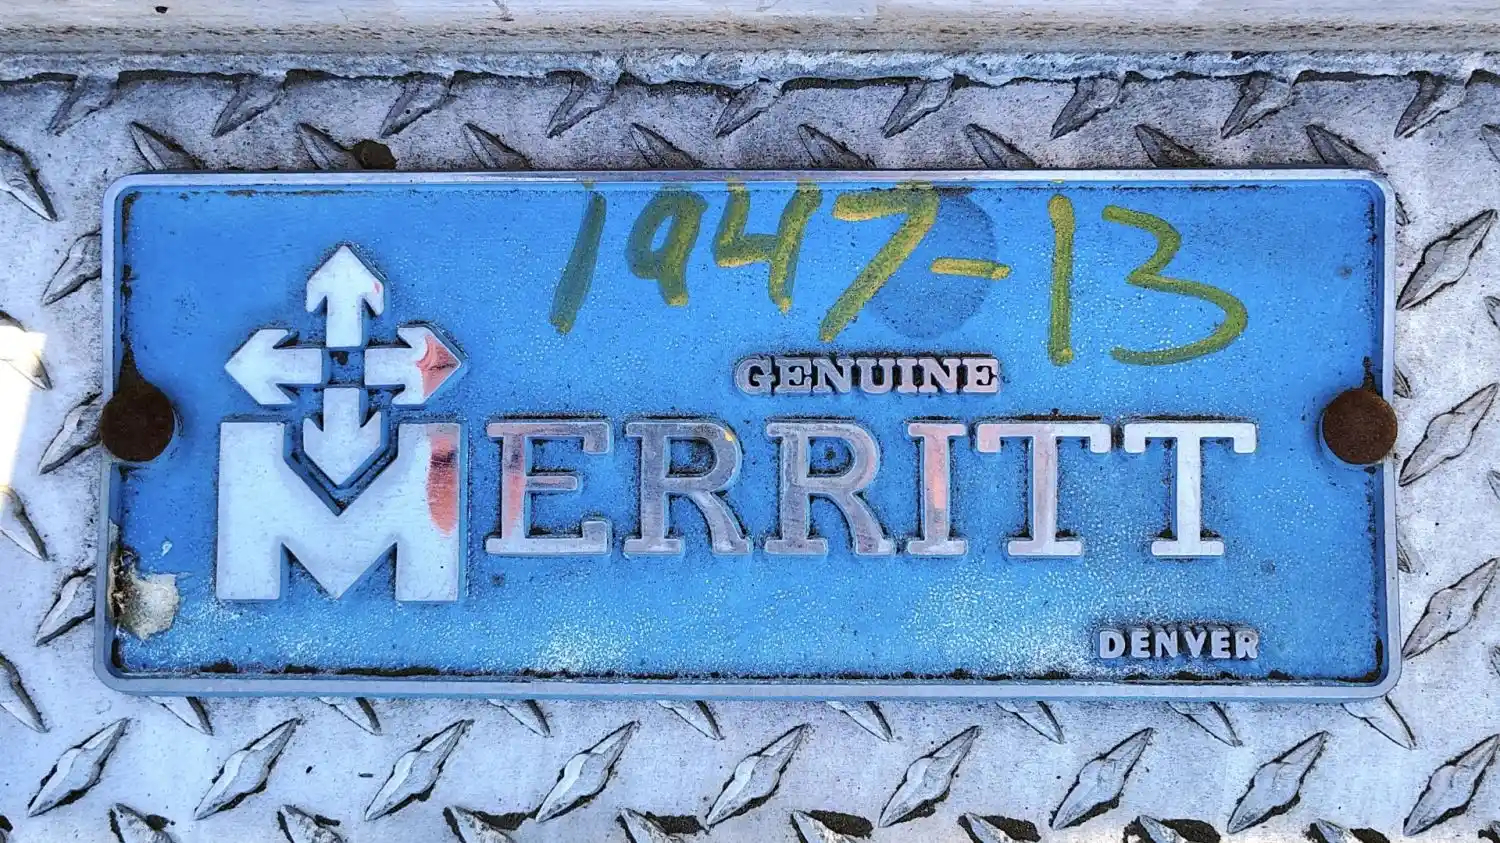 1947-13
GENUINE
MERRITT
DENVER